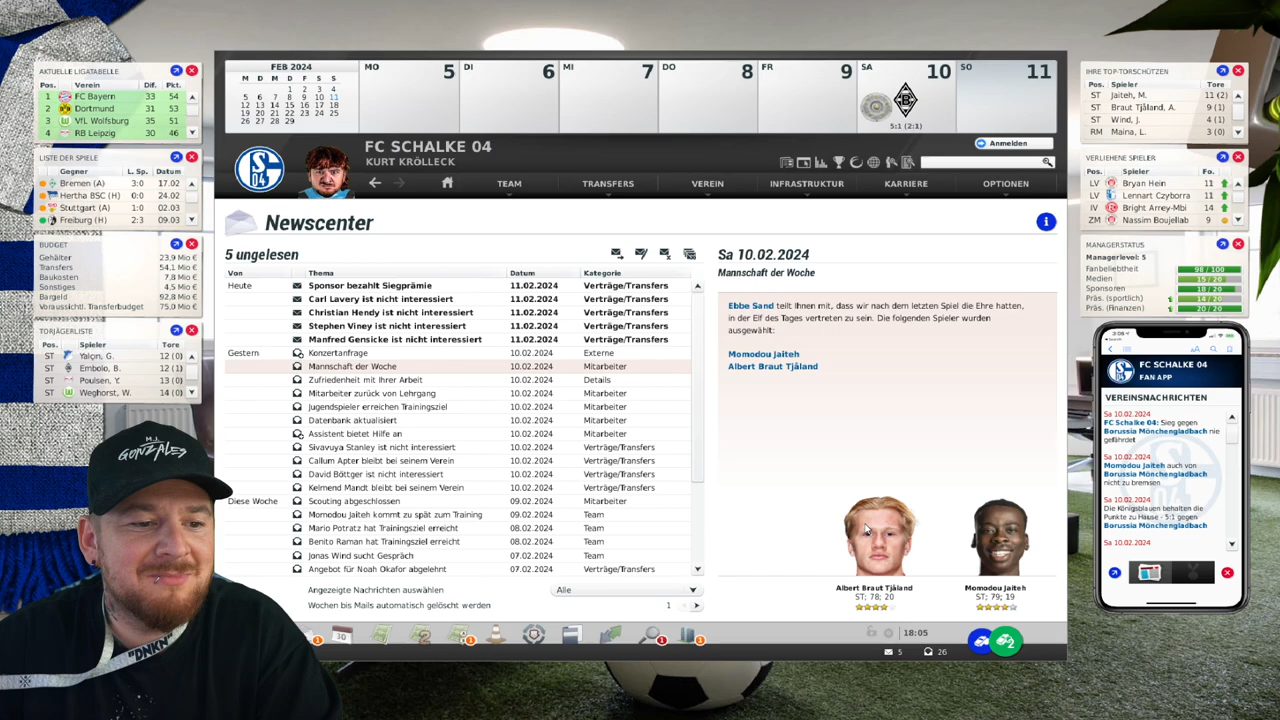 AKTUELLE LIGATABELLE
Pos. Verein Dif. Pkt.
1 FC Bayern 33 54
2 Dortmund 31 53
3 VfL Wolfsburg 35 51
4 RB Leipzig 30 46
LISTE DER SPIELE
Gegner L. Sp. Datum
Bremen (A) 3:0 17.02
Hertha BSC (H) 0:0 24.02
Stuttgart (A) 1:0 02.03
Freiburg (H) 2:3 09.03
BUDGET
Gehälter 23,9 Mio €
Transfers 54,1 Mio €
Baukosten 7,8 Mio €
Sonstiges 4,5 Mio €
Bargeld 92,8 Mio €
Voraussichtl. Transferbudget 75,0 Mio €
TORJÄGERLISTE
Pos. Spieler Tore
ST Yalçın, G. 12 (0)
ST Embolo, B. 12 (1)
ST Poulsen, Y. 13 (0)
ST Weghorst, W. 14 (0)
M.J.
GONZALES
"DNKN"
FEB 2024
M D M D F S S
1 2 3 4
5 6 7 8 9 10 11
12 13 14 15 16 17 18
19 20 21 22 23 24 25
26 27 28 29
MO 5 DI 6 MI 7 DO 8 FR 9 SA 10 SO 11
5:1 (2:1)
FC SCHALKE 04
KURT KRÖLLECK
Anmelden
TEAM TRANSFERS VEREIN INFRASTRUKTUR KARRIERE OPTIONEN
Newscenter
5 ungelesen
Von Thema Datum Kategorie
Heute Sponsor bezahlt Siegprämie 11.02.2024 Verträge/Transfers
Carl Lavery ist nicht interessiert 11.02.2024 Verträge/Transfers
Christian Hendy ist nicht interessiert 11.02.2024 Verträge/Transfers
Stephen Viney ist nicht interessiert 11.02.2024 Verträge/Transfers
Manfred Gensicke ist nicht interessiert 11.02.2024 Verträge/Transfers
Gestern Konzertanfrage 10.02.2024 Externe
Mannschaft der Woche 10.02.2024 Mitarbeiter
Zufriedenheit mit Ihrer Arbeit 10.02.2024 Details
Mitarbeiter zurück von Lehrgang 10.02.2024 Mitarbeiter
Jugendspieler erreichen Trainingsziel 10.02.2024 Mitarbeiter
Datenbank aktualisiert 10.02.2024 Mitarbeiter
Assistent bietet Hilfe an 10.02.2024 Mitarbeiter
Sivavuya Stanley ist nicht interessiert 10.02.2024 Verträge/Transfers
Callum Apter bleibt bei seinem Verein 10.02.2024 Verträge/Transfers
David Böttger ist nicht interessiert 10.02.2024 Verträge/Transfers
Kelmend Mandt bleibt bei seinem Verein 10.02.2024 Verträge/Transfers
Diese Woche Scouting abgeschlossen 09.02.2024 Mitarbeiter
Momodou Jaiteh kommt zu spät zum Training 09.02.2024 Team
Mario Potratz hat Trainingsziel erreicht 08.02.2024 Team
Benito Raman hat Trainingsziel erreicht 08.02.2024 Team
Jonas Wind sucht Gespräch 07.02.2024 Team
Angebot für Noah Okafor abgelehnt 07.02.2024 Verträge/Transfers
Angezeigte Nachrichten auswählen Alle
Wochen bis Mails automatisch gelöscht werden 1
Sa 10.02.2024
Mannschaft der Woche
Ebbe Sand teilt Ihnen mit, dass wir nach dem letzten Spiel die Ehre hatten,
in der Elf des Tages vertreten zu sein. Die folgenden Spieler wurden
ausgewählt:
Momodou Jaiteh
Albert Braut Tjåland
Albert Braut Tjåland
ST; 78; 20
Momodou Jaiteh
ST; 79; 19
18:05
2
5 26
IHRE TOP-TORSCHÜTZEN
Pos. Spieler Tore
ST Jaiteh, M. 11 (2)
ST Braut Tjåland, A. 9 (1)
ST Wind, J. 4 (1)
RM Maina, L. 3 (0)
VERLIEHENE SPIELER
Spieler Fo.
LV Bryan Hein 11
LV Lennart Czyborra 11
IV Bright Arrey-Mbi 14
ZM Nassim Boujellab 9
MANAGERSTATUS
Managerlevel: 5
Fanbeliebtheit 98 / 100
Medien 15 / 20
Sponsoren 18 / 20
Präs. (sportlich) 14 / 20
Präs. (Finanzen) 20 / 20
FC SCHALKE 04
FAN APP
VEREINSNACHRICHTEN
Sa 10.02.2024
FC Schalke 04: Sieg gegen
Borussia Mönchengladbach nie
gefährdet
Sa 10.02.2024
Momodou Jaiteh auch von
Borussia Mönchengladbach
nicht zu bremsen
Sa 10.02.2024
Die Königsblauen behalten die
Punkte zu Hause - 5:1 gegen
Borussia Mönchengladbach
Sa 10.02.2024